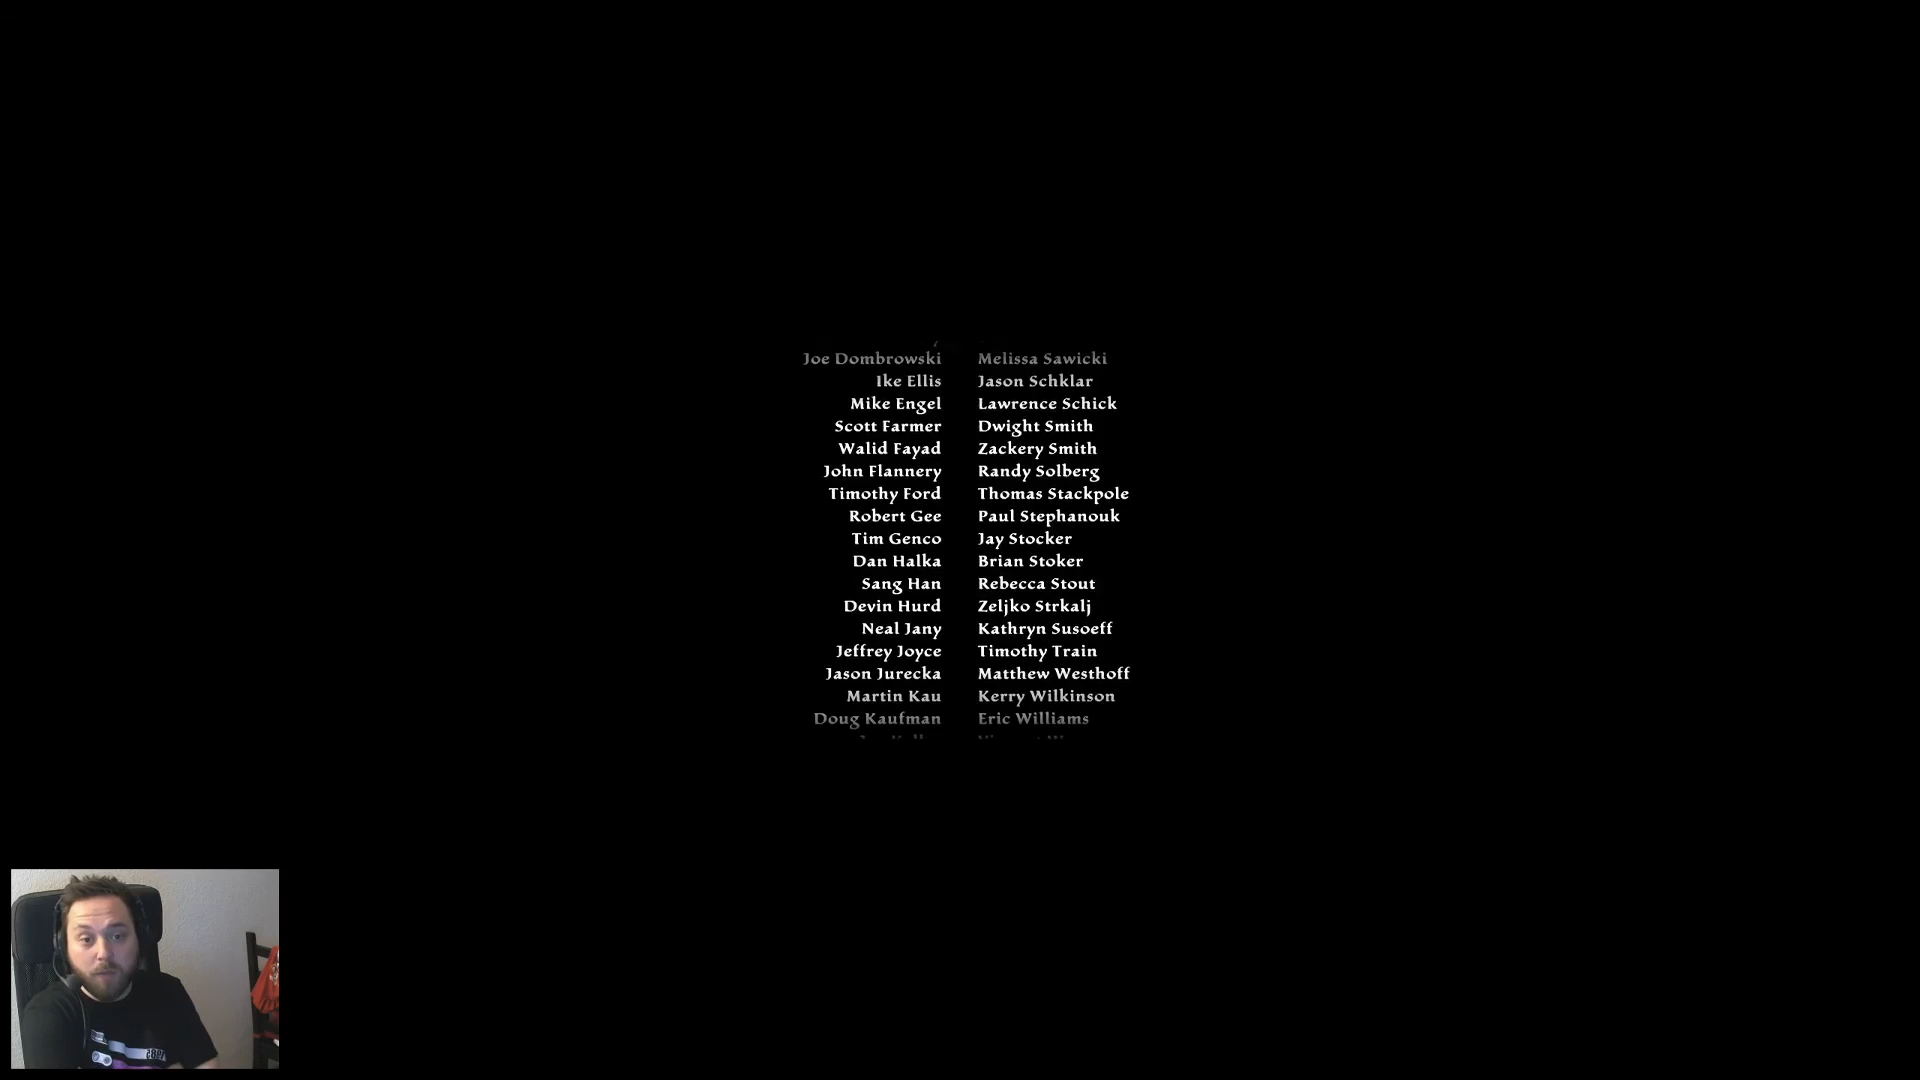 Joe Dombrowski Melissa Sawicki
Ike Ellis Jason Schklar
Mike Engel Lawrence Schick
Scott Farmer Dwight Smith
Walid Fayad Zackery Smith
John Flannery Randy Solberg
Timothy Ford Thomas Stackpole
Robert Gee Paul Stephanouk
Tim Genco Jay Stocker
Dan Halka Brian Stoker
Sang Han Rebecca Stout
Devin Hurd Zeljko Strkalj
Neal Jany Kathryn Susoeff
Jeffrey Joyce Timothy Train
Jason Jurecka Matthew Westhoff
Martin Kau Kerry Wilkinson
Doug Kaufman Eric Williams